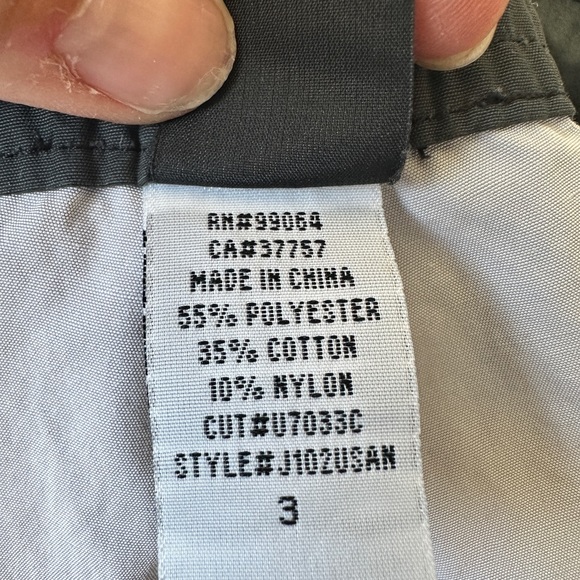 RN#99064
CA#37757
MADE IN CHINA
55% POLYESTER
35% COTTON
10% NYLON
CUT#U7033C
STYLE#J102USAN
3